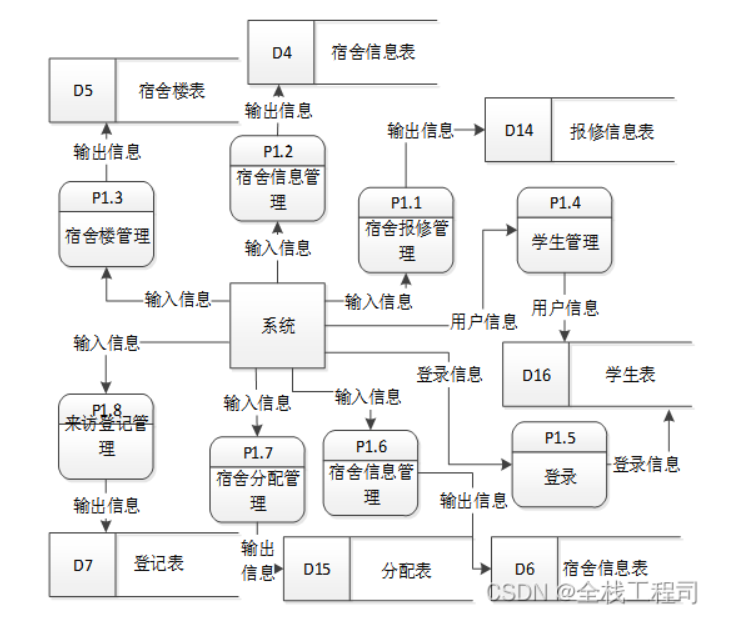 D4 宿舍信息表
D5 宿舍楼表
输出信息
输出信息
D14 报修信息表
输出信息
P1.2
宿舍信息管
理
P1.3
宿舍楼管理
P1.1
宿舍报修管
理
P1.4
学生管理
输入信息
输入信息
输入信息
用户信息
用户信息
系统
输入信息
登录信息
D16 学生表
输入信息
输入信息
P1.8
来访登记管
理
P1.7
宿舍分配管
理
P1.6
宿舍信息管
理
P1.5
登录
登录信息
输出信息
输出信息
输出
信息
D7 登记表
D15 分配表
D6 宿舍信息表
CSDN @全栈工程司